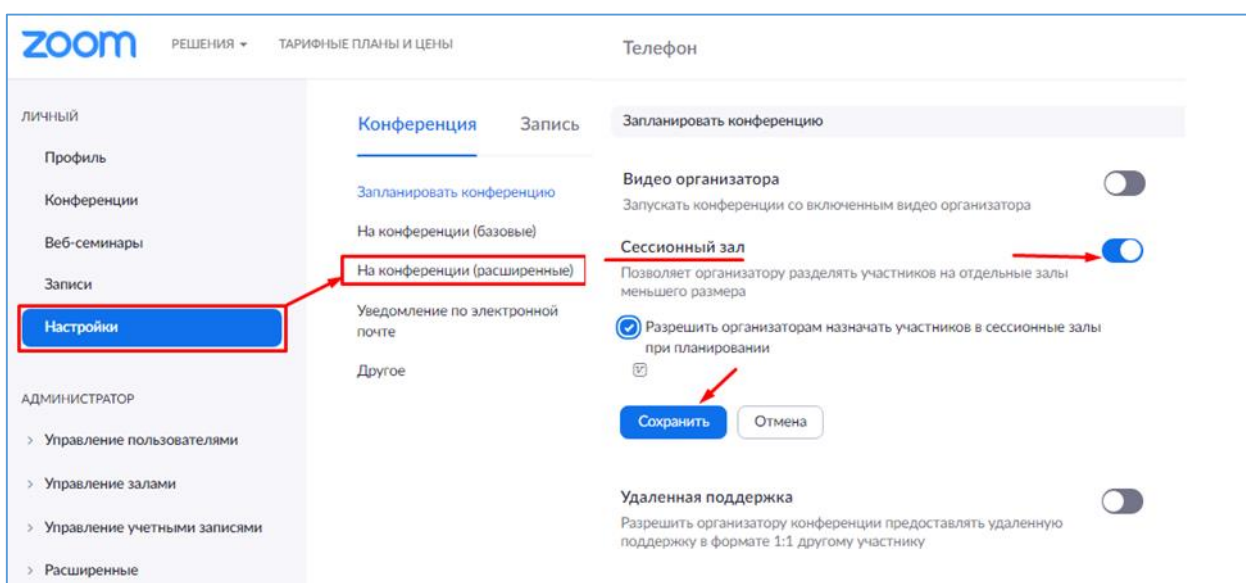 zoom РЕШЕНИЯ ТАРИФНЫЕ ПЛАНЫ И ЦЕНЫ
ЛИЧНЫЙ
Профиль
Конференции
Веб-семинары
Записи
Настройки
АДМИНИСТРАТОР
Управление пользователями
Управление залами
Управление учетными записями
Расширенные
Конференция Запись
Запланировать конференцию
На конференции (базовые)
На конференции (расширенные)
Уведомление по электронной
почте
Другое
Телефон
Запланировать конференцию
Видео организатора
Запускать конференции со включенным видео организатора
Сессионный зал
Позволяет организатору разделять участников на отдельные залы
меньшего размера
Разрешить организаторам назначать участников в сессионные залы
при планировании
Сохранить Отмена
Удаленная поддержка
Разрешить организатору конференции предоставлять удаленную
поддержку в формате 1:1 другому участнику